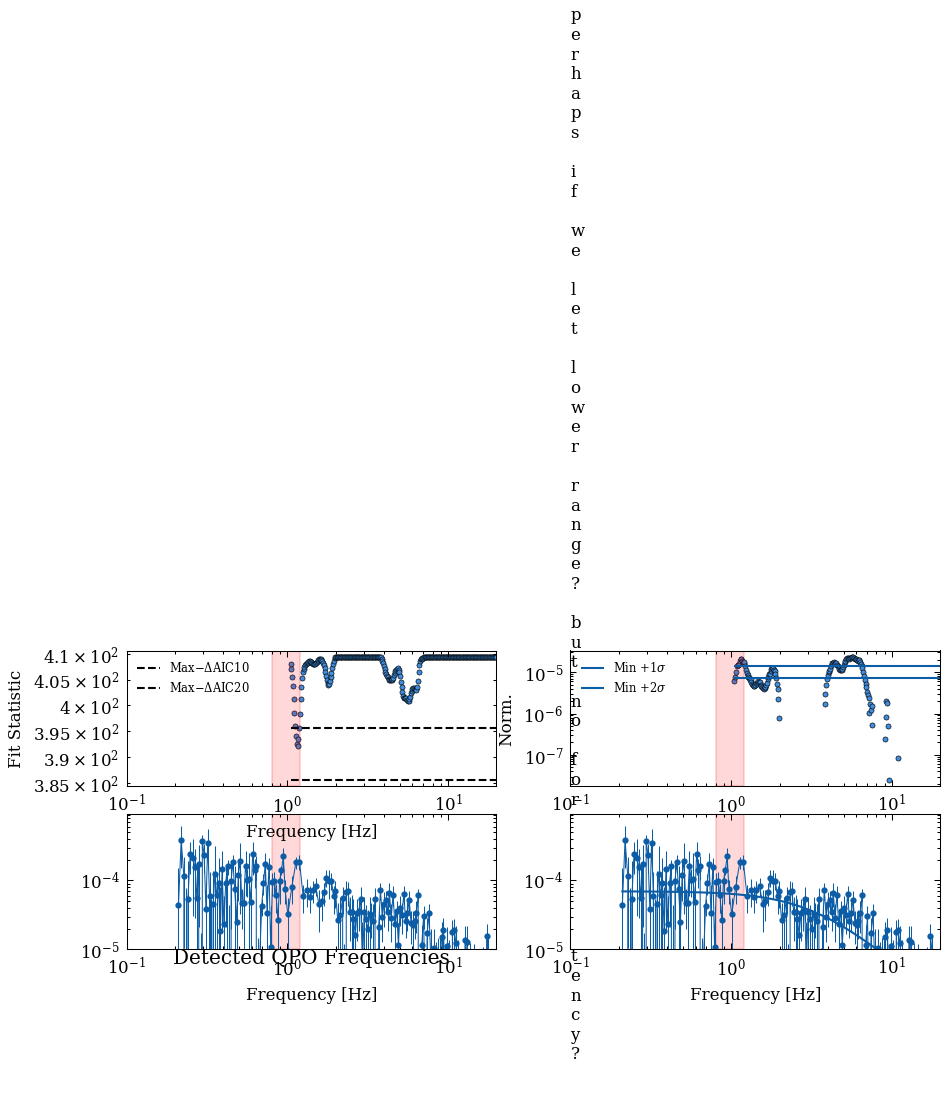 perhaps if we let lower range? but no for
tency?
Fit Statistic
4.1 × 10²
4.05 × 10²
4 × 10²
3.95 × 10²
3.9 × 10²
3.85 × 10²
Max−ΔAIC10
Max−ΔAIC20
10⁻¹
10⁰
10¹
Frequency [Hz]
Norm.
10⁻⁵
10⁻⁶
10⁻⁷
Min +1σ
Min +2σ
10⁻¹
10⁰
10¹
10⁻⁴
10⁻⁵
10⁻¹
10⁰
10¹
Detected QPO Frequencies
Frequency [Hz]
10⁻⁴
10⁻⁵
10⁻¹
10⁰
10¹
Frequency [Hz]